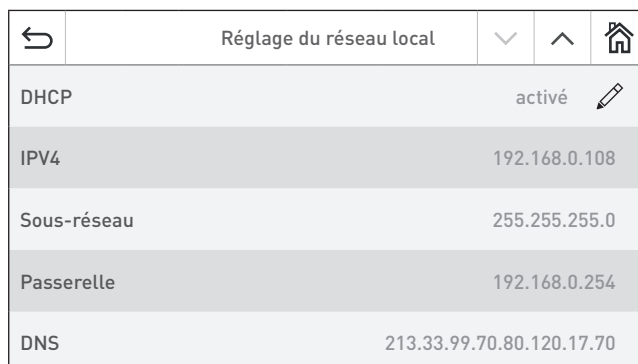 Réglage du réseau local
DHCP activé
IPV4 192.168.0.108
Sous-réseau 255.255.255.0
Passerelle 192.168.0.254
DNS 213.33.99.70.80.120.17.70